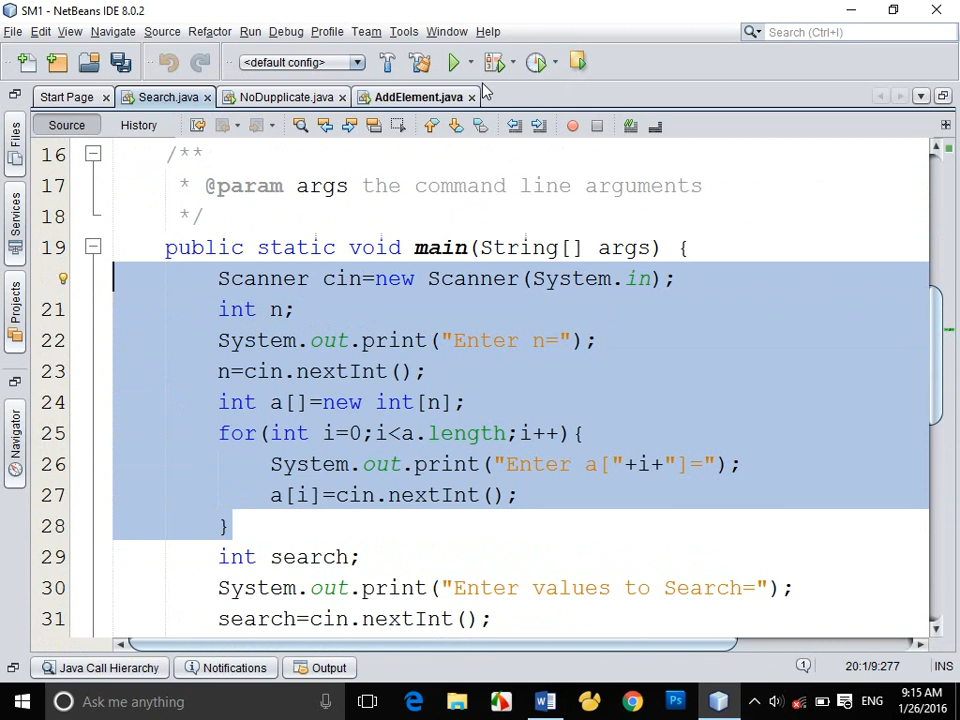 SM1 - NetBeans IDE 8.0.2
File Edit View Navigate Source Refactor Run Debug Profile Team Tools Window Help
Search (Ctrl+I)
<default config>
Start Page Search.java NoDupplicate.java AddElement.java
Source History
Files
Services
Projects
Navigator
16 /**
17 * @param args the command line arguments
18 */
19 public static void main(String[] args) {
Scanner cin=new Scanner(System.in);
21 int n;
22 System.out.print("Enter n=");
23 n=cin.nextInt();
24 int a[]=new int[n];
25 for(int i=0;i<a.length;i++){
26 System.out.print("Enter a["+i+"]=");
27 a[i]=cin.nextInt();
28 }
29 int search;
30 System.out.print("Enter values to Search=");
31 search=cin.nextInt();
Java Call Hierarchy Notifications Output 1 20:1/9:277 INS
Ask me anything ENG 9:15 AM
1/26/2016